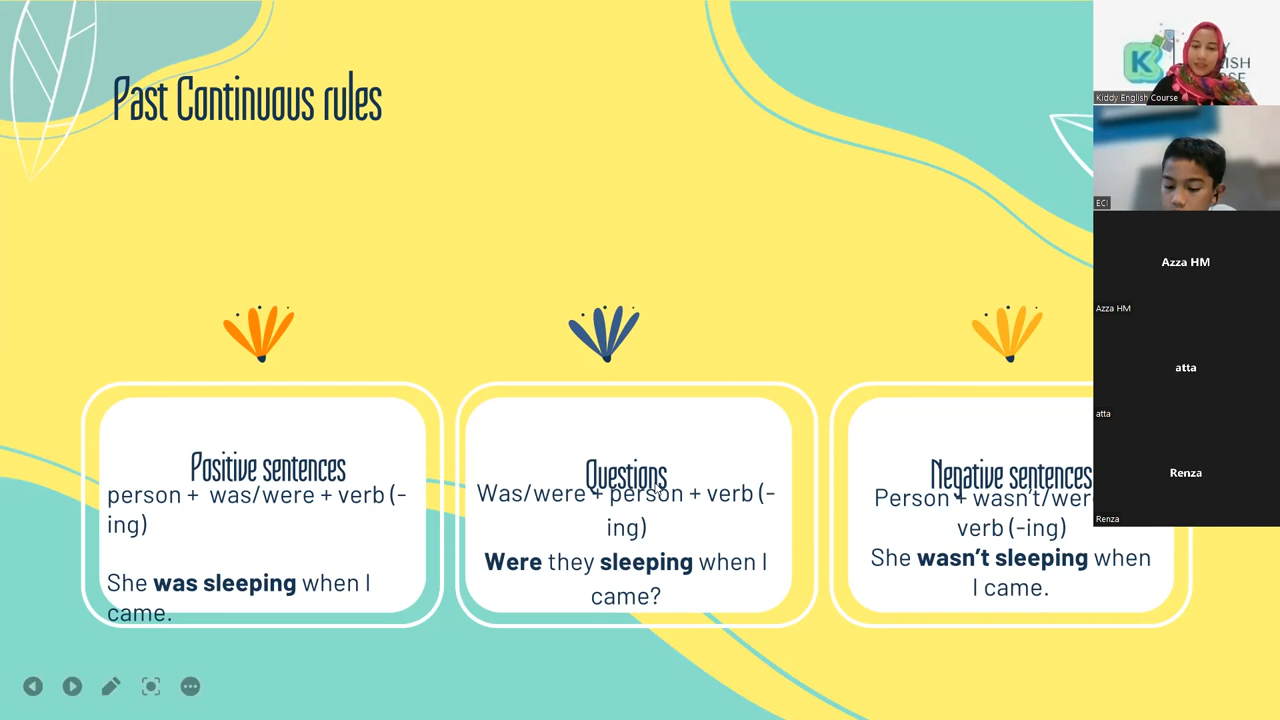 Past Continuous rules
Positive sentences
person + was/were + verb (-
ing)
She was sleeping when I
came.
Questions
Was/were + person + verb (-
ing)
Were they sleeping when I
came?
Negative sentences
Person + wasn't/wer
verb (-ing)
She wasn't sleeping when
I came.
K
Kiddy English Course
ECI
Azza HM
Azza HM
atta
atta
Renza
Renza